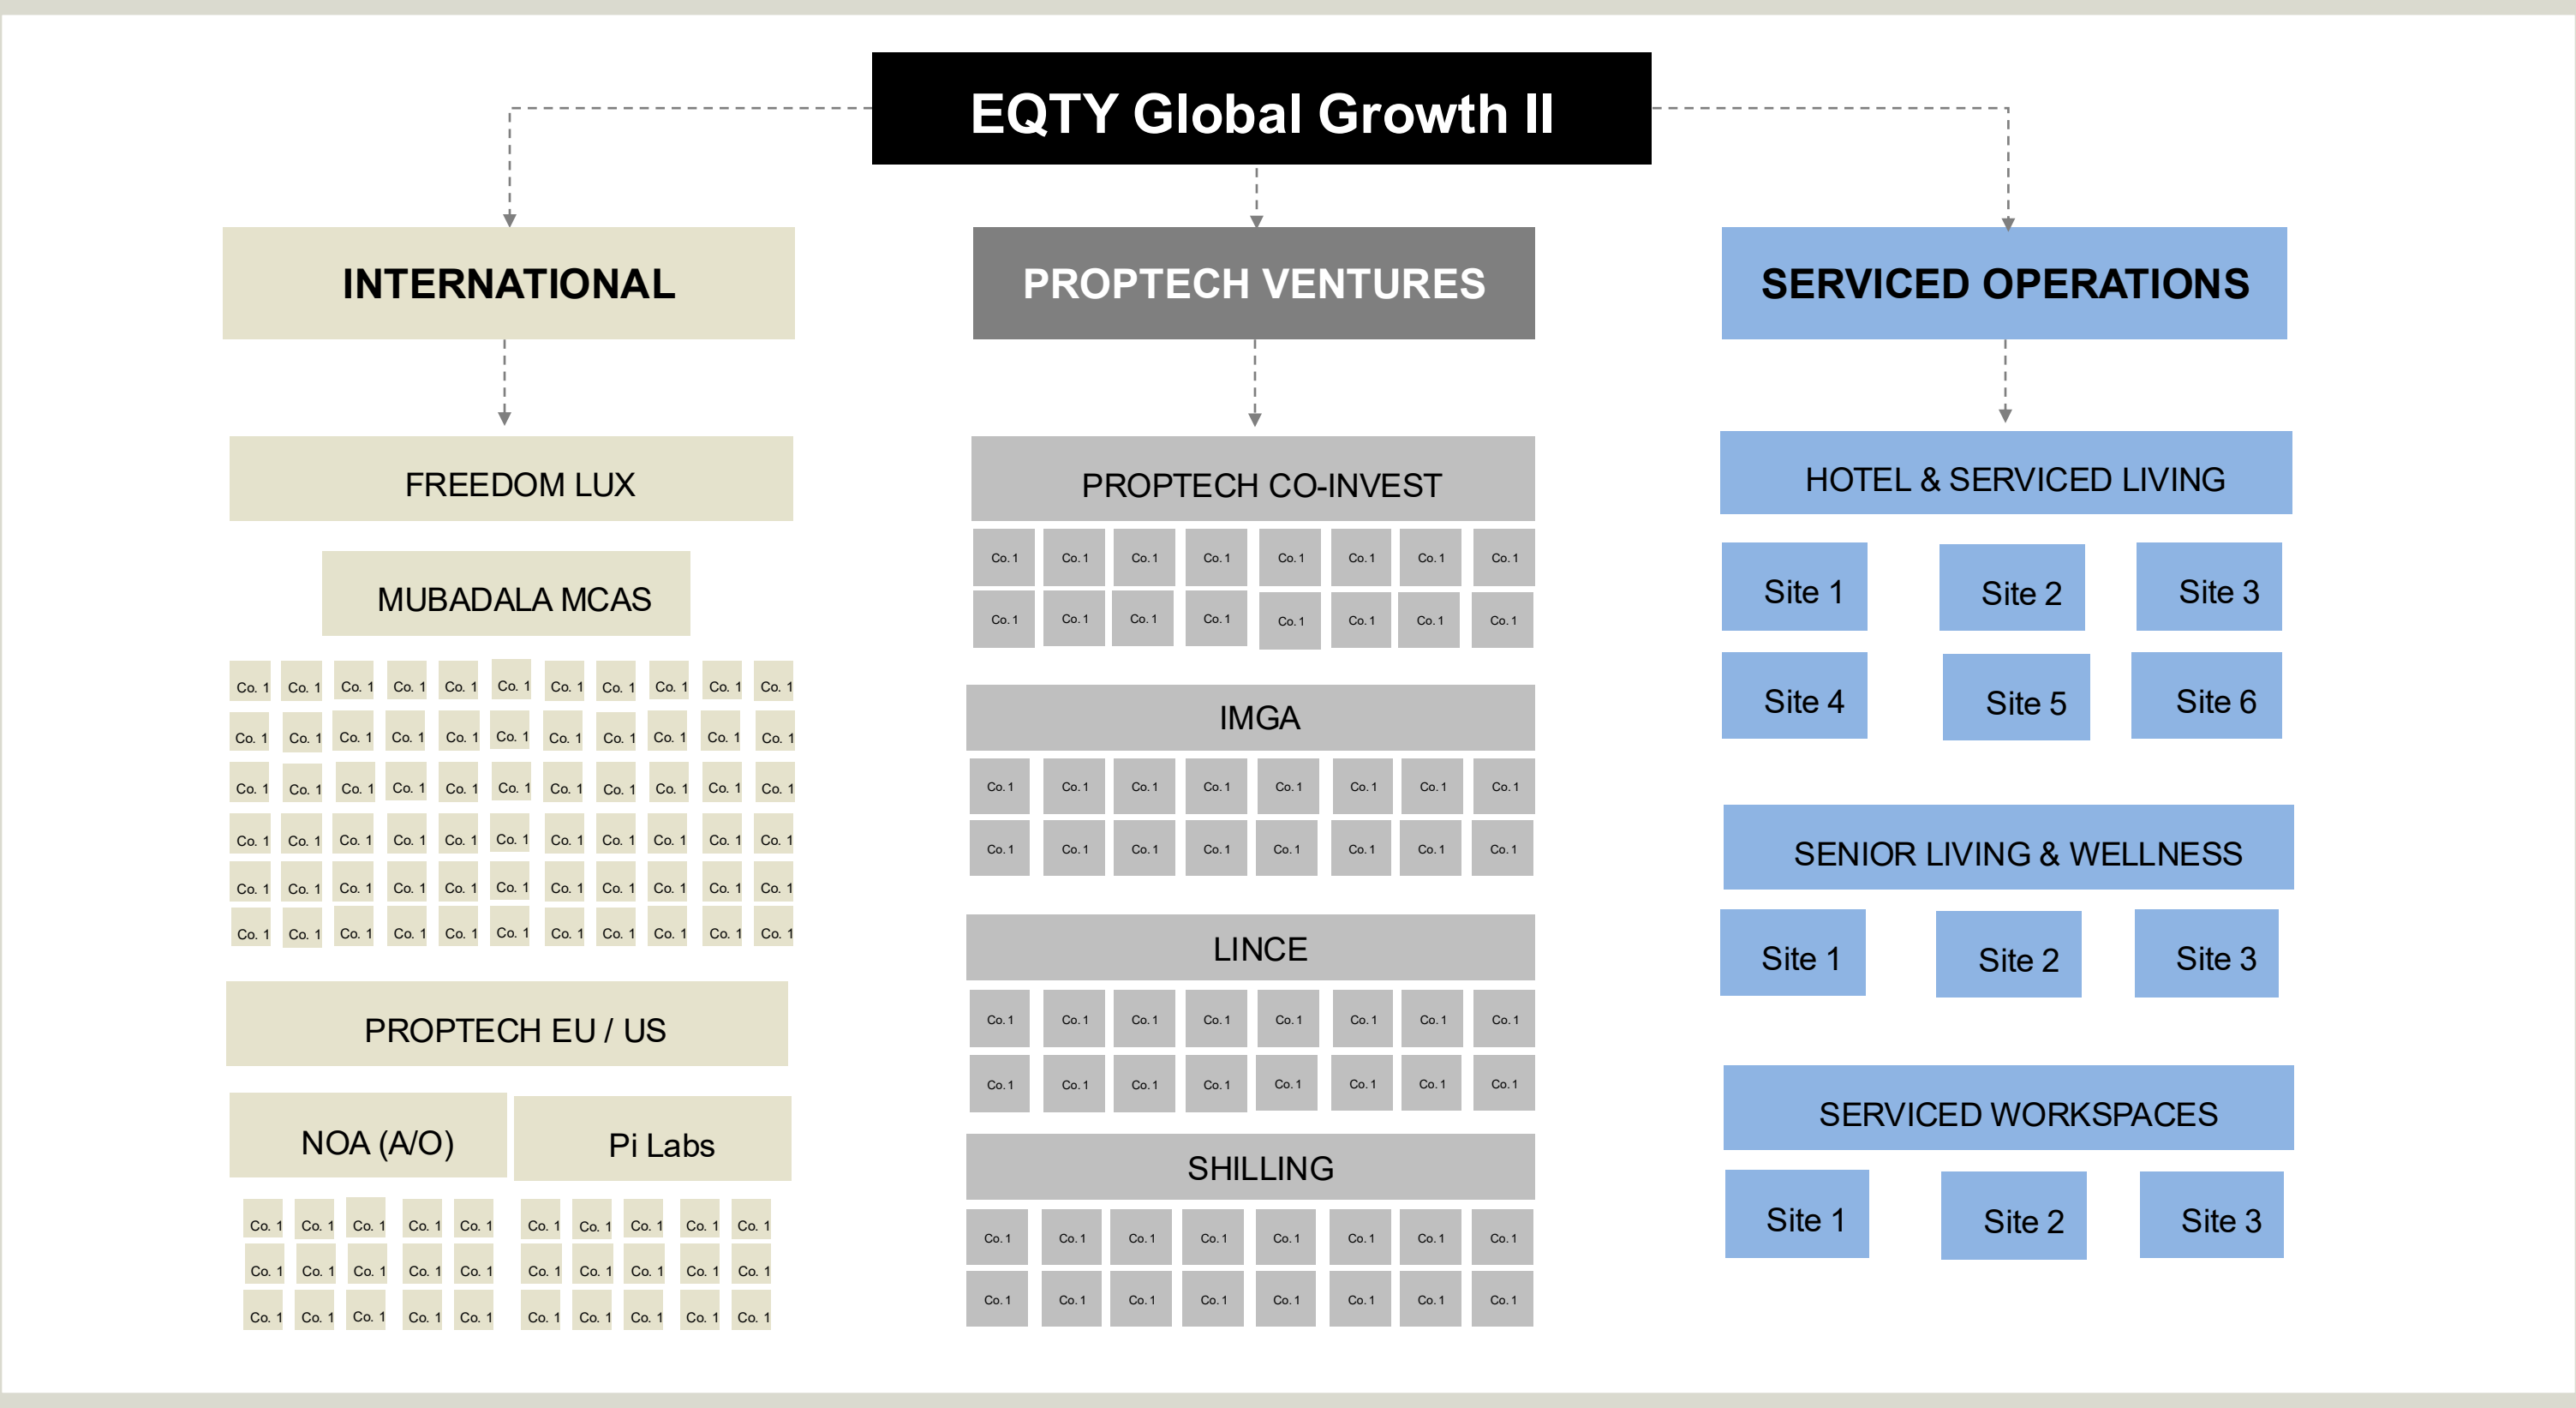 EQTY Global Growth II
INTERNATIONAL
FREEDOM LUX
MUBADALA MCAS
Co. 1 Co. 1 Co. 1 Co. 1 Co. 1 Co. 1 Co. 1 Co. 1 Co. 1 Co. 1 Co. 1
Co. 1 Co. 1 Co. 1 Co. 1 Co. 1 Co. 1 Co. 1 Co. 1 Co. 1 Co. 1 Co. 1
Co. 1 Co. 1 Co. 1 Co. 1 Co. 1 Co. 1 Co. 1 Co. 1 Co. 1 Co. 1 Co. 1
Co. 1 Co. 1 Co. 1 Co. 1 Co. 1 Co. 1 Co. 1 Co. 1 Co. 1 Co. 1 Co. 1
Co. 1 Co. 1 Co. 1 Co. 1 Co. 1 Co. 1 Co. 1 Co. 1 Co. 1 Co. 1 Co. 1
Co. 1 Co. 1 Co. 1 Co. 1 Co. 1 Co. 1 Co. 1 Co. 1 Co. 1 Co. 1 Co. 1
PROPTECH EU / US
NOA (A/O)
Co. 1 Co. 1 Co. 1 Co. 1 Co. 1
Co. 1 Co. 1 Co. 1 Co. 1 Co. 1
Co. 1 Co. 1 Co. 1 Co. 1 Co. 1
Pi Labs
Co. 1 Co. 1 Co. 1 Co. 1 Co. 1
Co. 1 Co. 1 Co. 1 Co. 1 Co. 1
Co. 1 Co. 1 Co. 1 Co. 1 Co. 1
PROPTECH VENTURES
PROPTECH CO-INVEST
Co. 1 Co. 1 Co. 1 Co. 1 Co. 1 Co. 1 Co. 1 Co. 1
Co. 1 Co. 1 Co. 1 Co. 1 Co. 1 Co. 1 Co. 1 Co. 1
IMGA
Co. 1 Co. 1 Co. 1 Co. 1 Co. 1 Co. 1 Co. 1 Co. 1
Co. 1 Co. 1 Co. 1 Co. 1 Co. 1 Co. 1 Co. 1 Co. 1
LINCE
Co. 1 Co. 1 Co. 1 Co. 1 Co. 1 Co. 1 Co. 1 Co. 1
Co. 1 Co. 1 Co. 1 Co. 1 Co. 1 Co. 1 Co. 1 Co. 1
SHILLING
Co. 1 Co. 1 Co. 1 Co. 1 Co. 1 Co. 1 Co. 1 Co. 1
Co. 1 Co. 1 Co. 1 Co. 1 Co. 1 Co. 1 Co. 1 Co. 1
SERVICED OPERATIONS
HOTEL & SERVICED LIVING
Site 1 Site 2 Site 3
Site 4 Site 5 Site 6
SENIOR LIVING & WELLNESS
Site 1 Site 2 Site 3
SERVICED WORKSPACES
Site 1 Site 2 Site 3